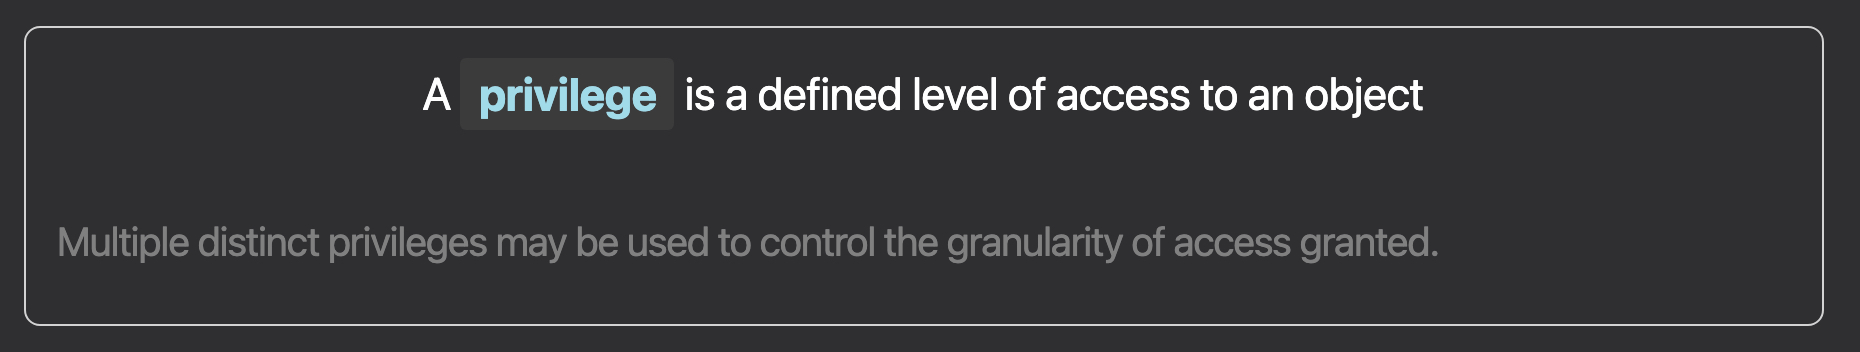 A privilege is a defined level of access to an object
Multiple distinct privileges may be used to control the granularity of access granted.